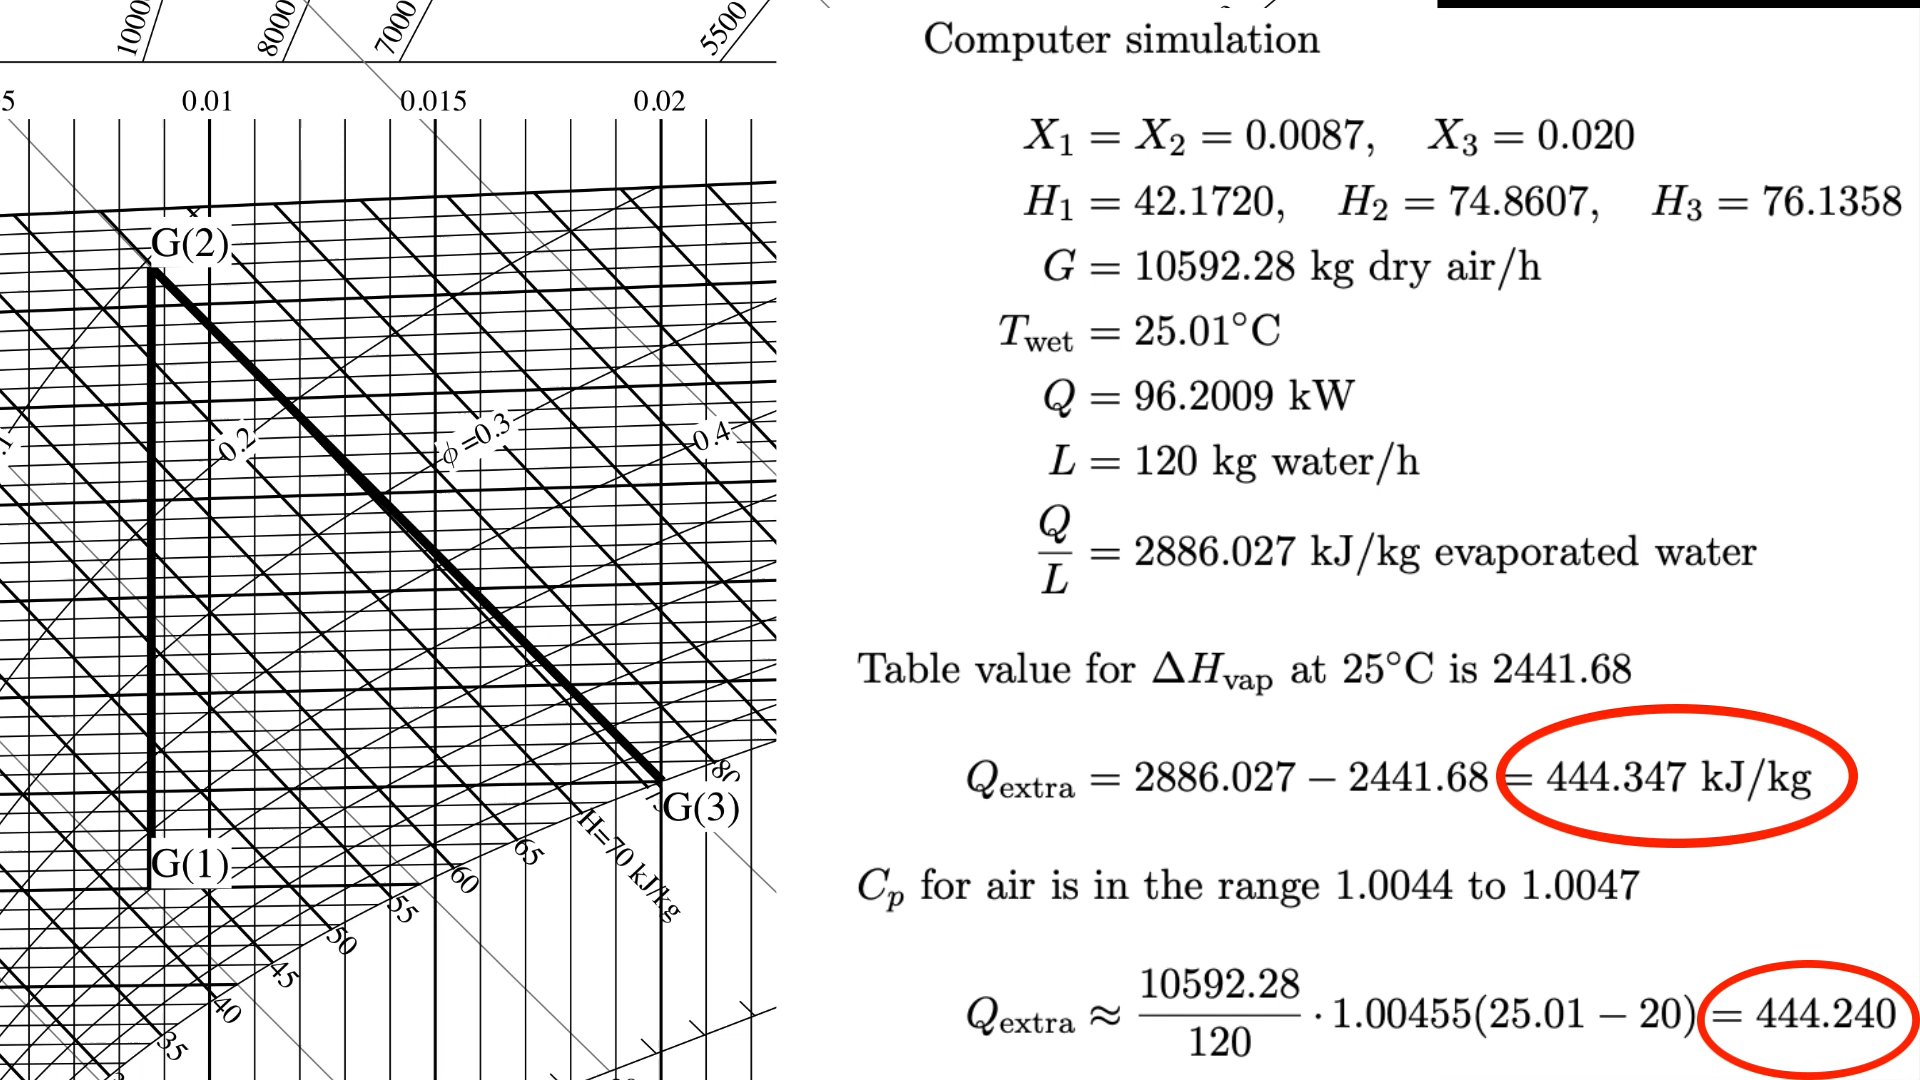 1000
8000
7000
5500
5
0.01
0.015
0.02
G(2)
0.2
ϕ=0.3
0.4
G(1)
G(3)
80
H=70 kJ/kg
65
60
55
50
45
40
35
Computer simulation
X₁ = X₂ = 0.0087, X₃ = 0.020
H₁ = 42.1720, H₂ = 74.8607, H₃ = 76.1358
G = 10592.28 kg dry air/h
T_wet = 25.01°C
Q = 96.2009 kW
L = 120 kg water/h
Q/L = 2886.027 kJ/kg evaporated water
Table value for ΔH_vap at 25°C is 2441.68
Q_extra = 2886.027 − 2441.68 = 444.347 kJ/kg
C_p for air is in the range 1.0044 to 1.0047
Q_extra ≈ 10592.28/120 · 1.00455(25.01 − 20) = 444.240